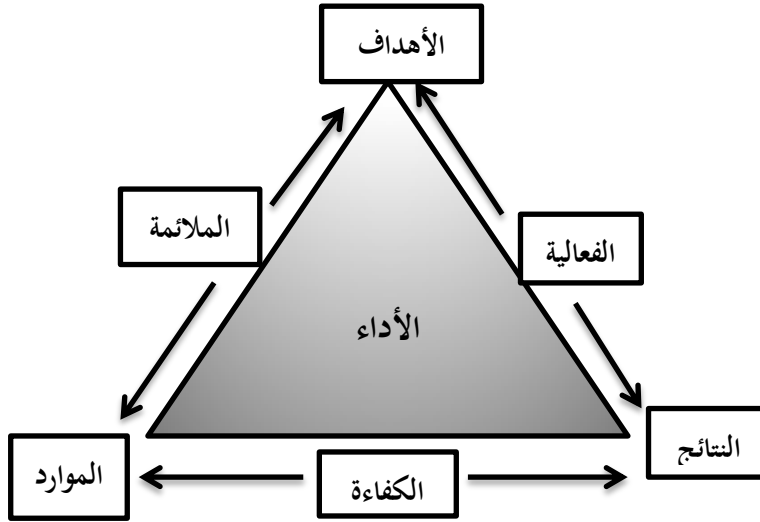 الأهداف
الملائمة
الفعالية
الأداء
النتائج
الموارد
الكفاءة